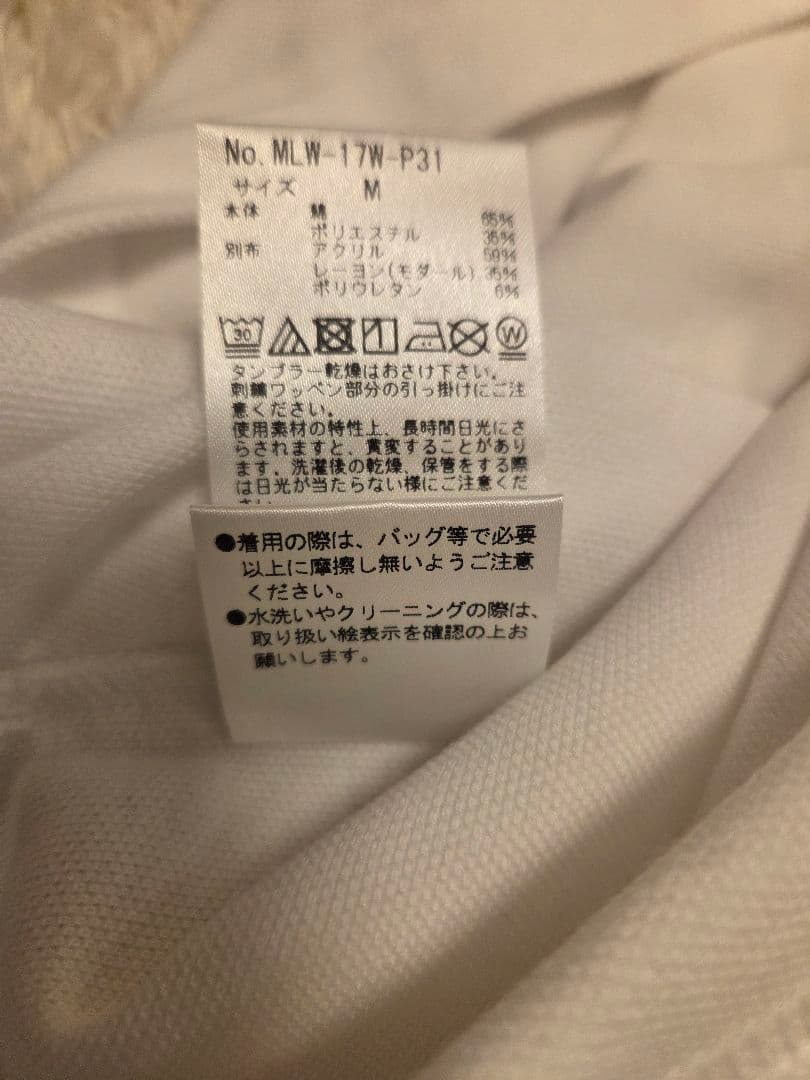 No. MLW-17W-P31
サイズ M
本体 綿 65%
ポリエステル 35%
別布 アクリル 59%
レーヨン(モダール) 35%
ポリウレタン 6%
30 W
タンブラー乾燥はおさけ下さい。
刺繍ワッペン部分の引っ掛けにご注
意ください。
使用素材の特性上、長時間日光にさ
らされますと、黄変することがあり
ます。洗濯後の乾燥、保管をする際
は日光が当たらない様にご注意くだ
さい。
●着用の際は、バッグ等で必要
以上に摩擦し無いようご注意
ください。
●水洗いやクリーニングの際は、
取り扱い絵表示を確認の上お
願いします。